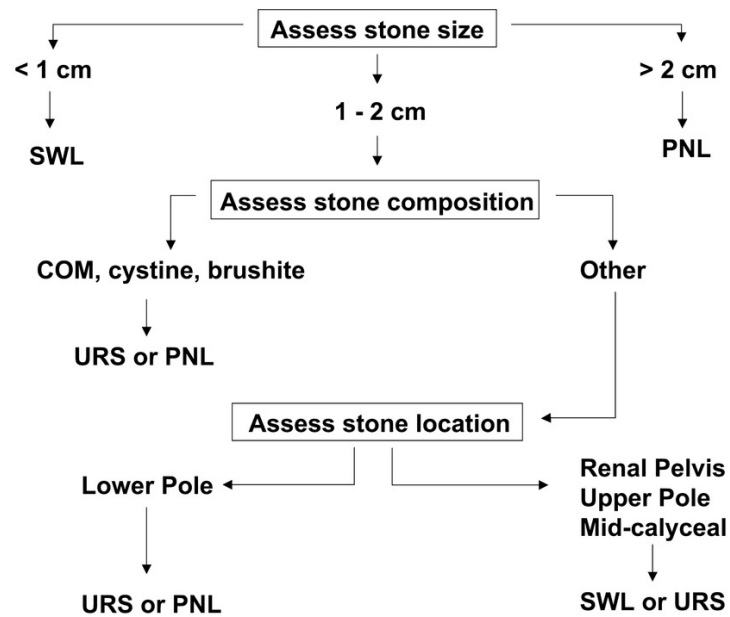 Assess stone size
< 1 cm
> 2 cm
1 - 2 cm
SWL
PNL
Assess stone composition
COM, cystine, brushite
Other
URS or PNL
Assess stone location
Lower Pole
Renal Pelvis
Upper Pole
Mid-calyceal
URS or PNL
SWL or URS